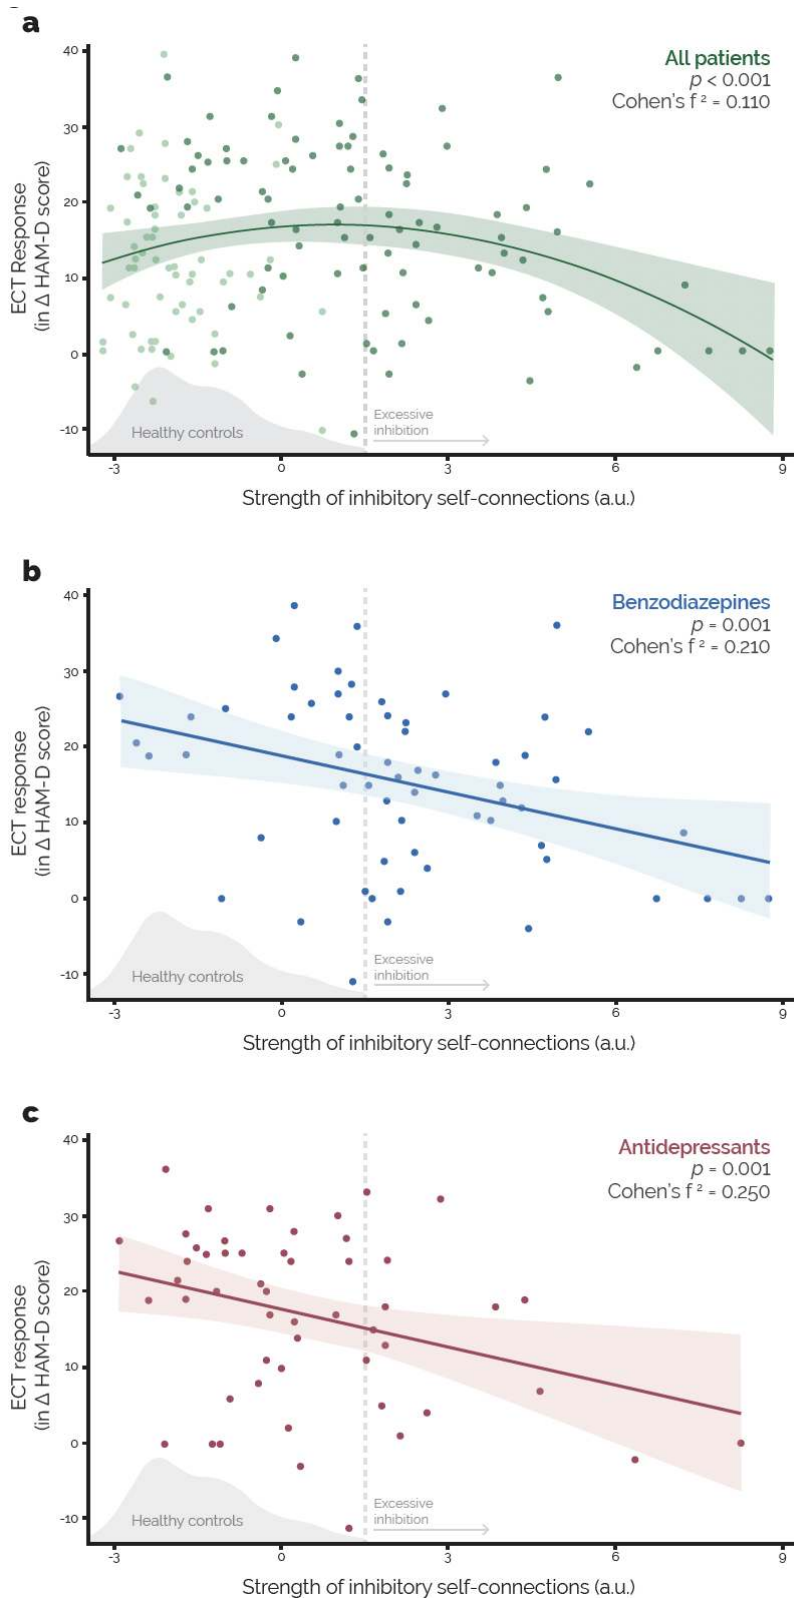 a
All patients
p < 0.001
Cohen's f ² = 0.110
ECT Response
(in Δ HAM-D score)
40
30
20
10
0
-10
Healthy controls
Excessive
inhibition
-3
0
3
6
9
Strength of inhibitory self-connections (a.u.)
b
Benzodiazepines
p = 0.001
Cohen's f ² = 0.210
ECT response
(in Δ HAM-D score)
40
30
20
10
0
-10
Healthy controls
Excessive
inhibition
-3
0
3
6
9
Strength of inhibitory self-connections (a.u.)
c
Antidepressants
p = 0.001
Cohen's f ² = 0.250
ECT response
(in Δ HAM-D score)
40
30
20
10
0
-10
Healthy controls
Excessive
inhibition
-3
0
3
6
9
Strength of inhibitory self-connections (a.u.)